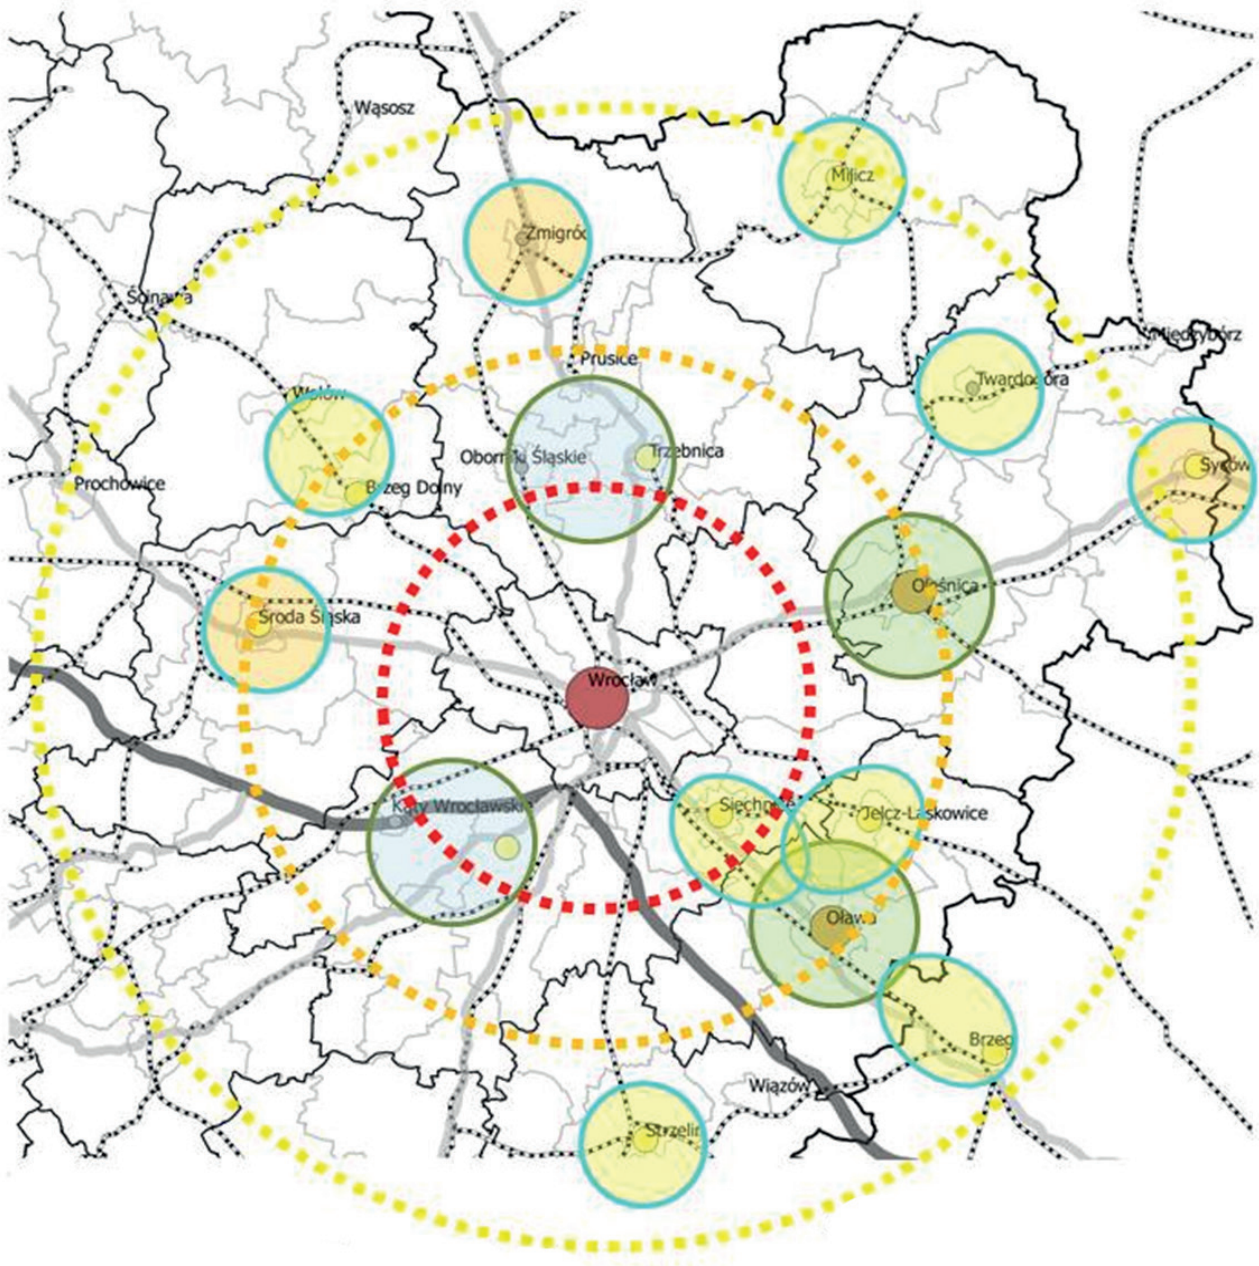 Wąsosz
Milicz
Żmigród
Ścinawa
Międzybórz
Prusice
Twardogóra
Wołów
Oborniki Śląskie
Trzebnica
Syców
Prochowice
Brzeg Dolny
Oleśnica
Środa Śląska
Wrocław
Kąty Wrocławskie
Siechnice
Jelcz-Laskowice
Oława
Brzeg
Wiązów
Strzelin